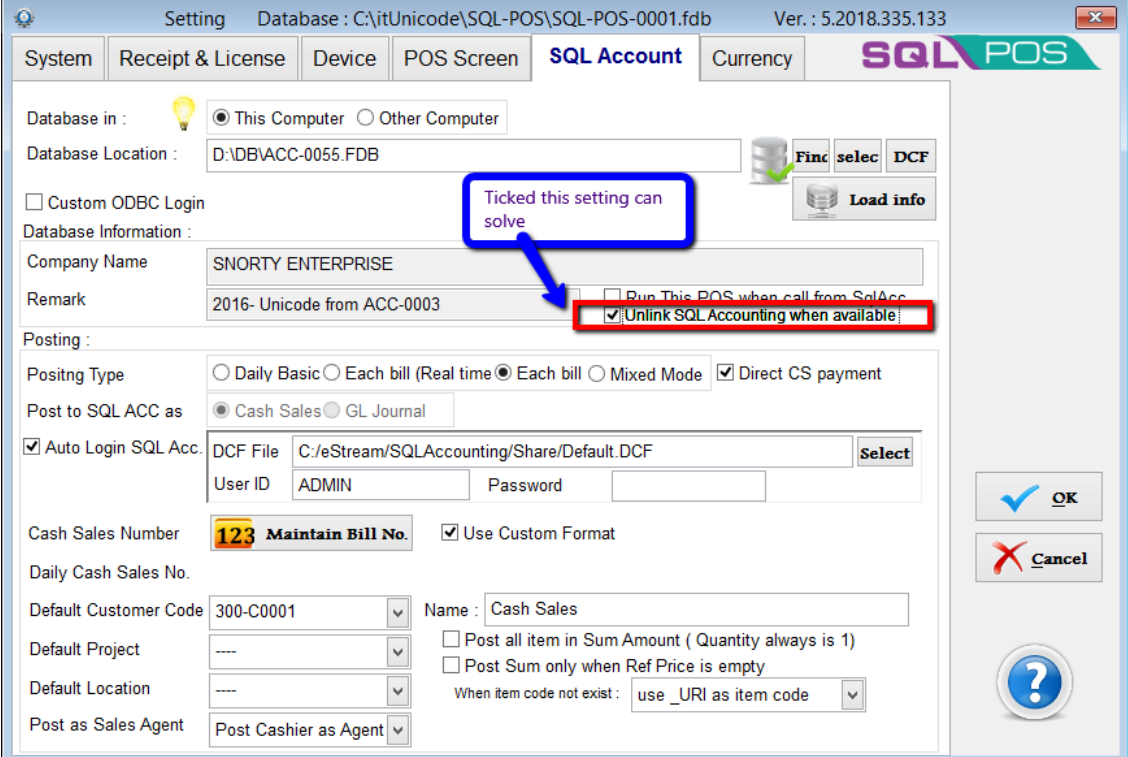 Setting Database : C:\itUnicode\SQL-POS\SQL-POS-0001.fdb Ver. : 5.2018.335.133
System Receipt & License Device POS Screen SQL Account Currency SQL POS
Database in : This Computer Other Computer
Database Location : D:\DB\ACC-0055.FDB Find selec DCF
Load info
Ticked this setting can
solve
Custom ODBC Login
Database Information :
Company Name SNORTY ENTERPRISE
Remark 2016- Unicode from ACC-0003 Run This POS when call from SqlAcc
Unlink SQL Accounting when available
Posting :
Positng Type Daily Basic Each bill (Real time Each bill Mixed Mode Direct CS payment
Post to SQL ACC as Cash Sales GL Journal
Auto Login SQL Acc. DCF File C:/eStream/SQLAccounting/Share/Default.DCF Select
User ID ADMIN Password
OK
Cash Sales Number 123 Maintain Bill No. Use Custom Format
Cancel
Daily Cash Sales No.
Default Customer Code 300-C0001 Name : Cash Sales
Post all item in Sum Amount ( Quantity always is 1)
Default Project ----
Post Sum only when Ref Price is empty
Default Location ---- When item code not exist : use _URI as item code
Post as Sales Agent Post Cashier as Agent
?